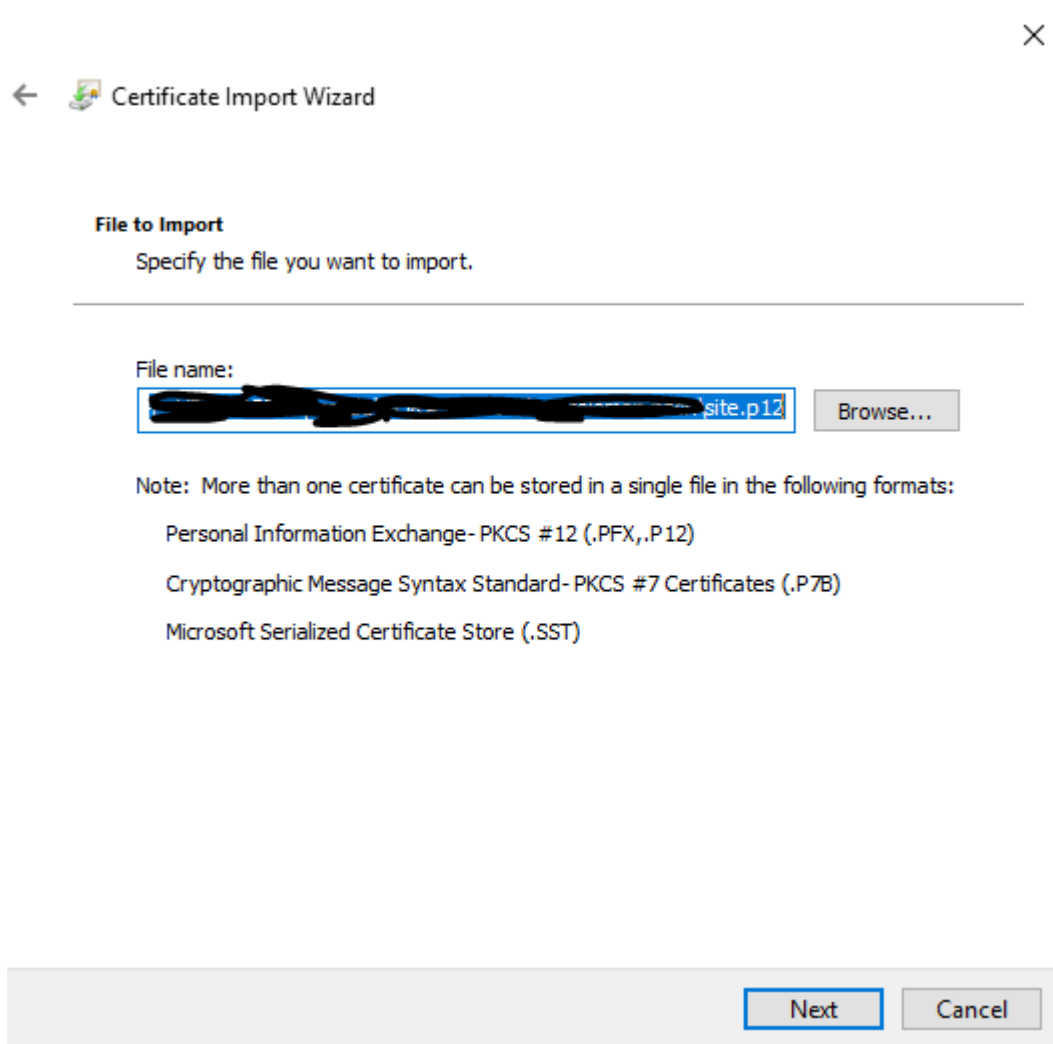 Certificate Import Wizard
File to Import
Specify the file you want to import.
File name:
site.p12
Browse...
Note: More than one certificate can be stored in a single file in the following formats:
Personal Information Exchange- PKCS #12 (.PFX,.P12)
Cryptographic Message Syntax Standard- PKCS #7 Certificates (.P7B)
Microsoft Serialized Certificate Store (.SST)
Next
Cancel